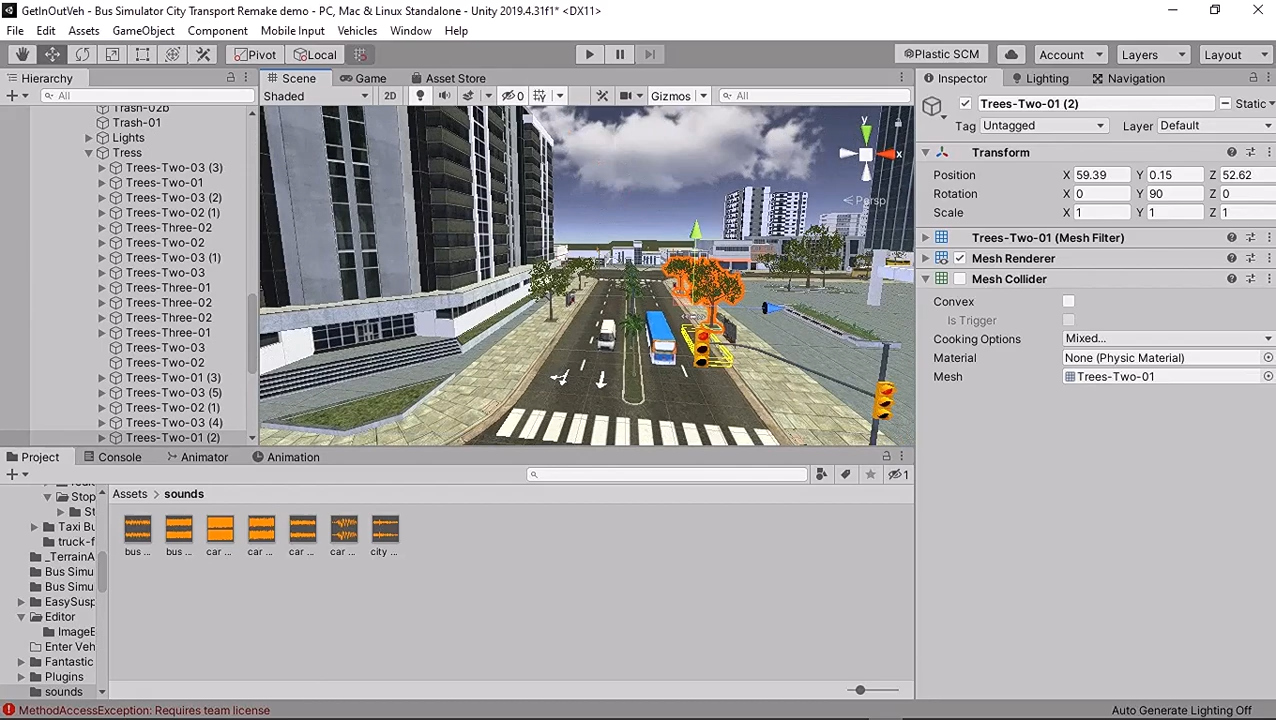 GetInOutVeh - Bus Simulator City Transport Remake demo - PC, Mac & Linux Standalone - Unity 2019.4.31f1* <DX11>
File Edit Assets GameObject Component Mobile Input Vehicles Window Help
Pivot Local Plastic SCM Account Layers Layout
Hierarchy
All
Trash-02b
Trash-01
Lights
Tress
Trees-Two-03 (3)
Trees-Two-01
Trees-Two-03 (2)
Trees-Two-02 (1)
Trees-Three-02
Trees-Two-02
Trees-Two-03 (1)
Trees-Two-03
Trees-Three-01
Trees-Three-02
Trees-Three-02
Trees-Three-01
Trees-Two-03
Trees-Two-02
Trees-Two-01 (3)
Trees-Two-03 (5)
Trees-Two-02 (1)
Trees-Two-03 (4)
Trees-Two-01 (2)
Scene Game Asset Store
Shaded 2D 0 Gizmos All
y
x
Persp
Inspector Lighting Navigation
Trees-Two-01 (2) Static
Tag Untagged Layer Default
Transform
Position X 59.39 Y 0.15 Z 52.62
Rotation X 0 Y 90 Z 0
Scale X 1 Y 1 Z 1
Trees-Two-01 (Mesh Filter)
Mesh Renderer
Mesh Collider
Convex
Is Trigger
Cooking Options Mixed...
Material None (Physic Material)
Mesh Trees-Two-01
Project Console Animator Animation
1
Stop
St
Taxi Bu
truck-f
_TerrainA
Bus Simu
Bus Simu
EasySusp
Editor
ImageE
Enter Veh
Fantastic
Plugins
sounds
Assets > sounds
bus ... bus ... car ... car ... car ... car ... city ...
MethodAccessException: Requires team license
Auto Generate Lighting Off